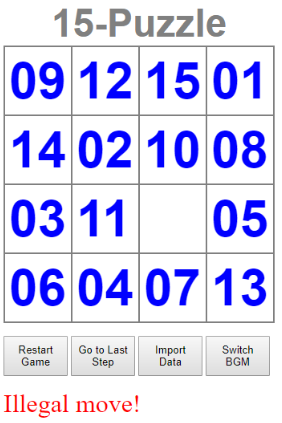 15-Puzzle
09 12 15 01
14 02 10 08
03 11 05
06 04 07 13
Restart Game Go to Last Step Import Data Switch BGM
Illegal move!